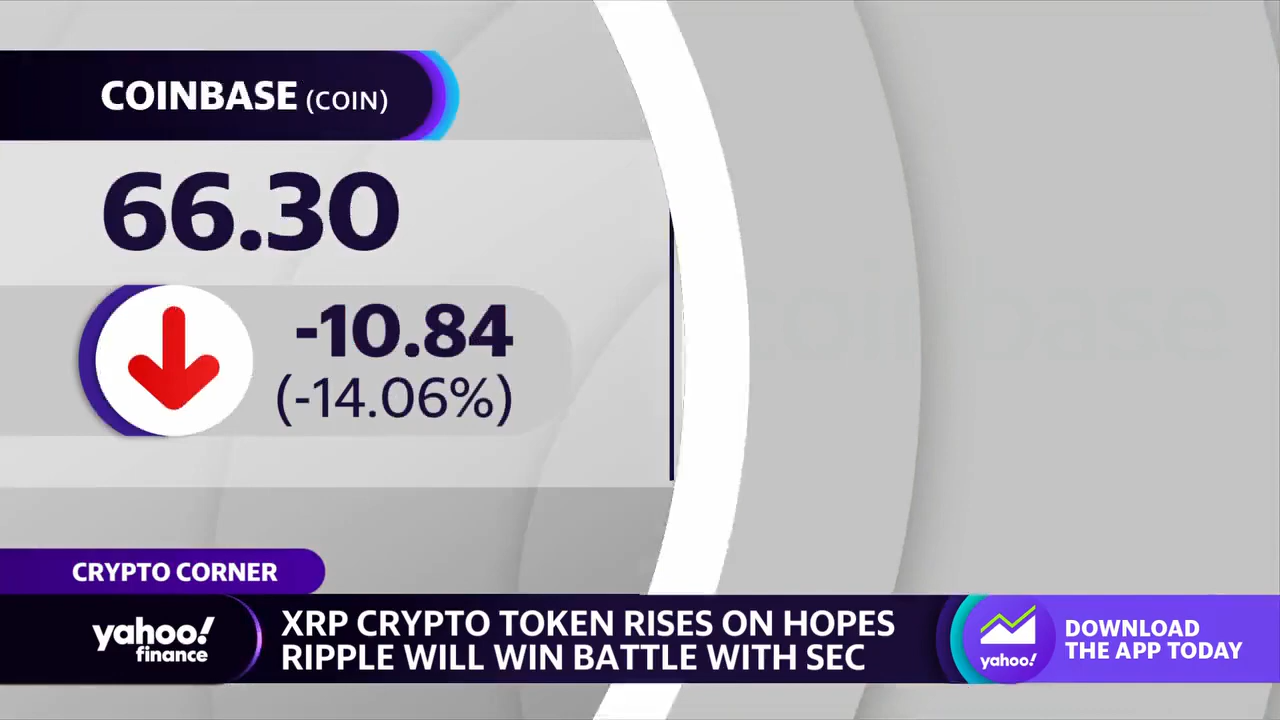 COINBASE (COIN)
66.30
-10.84
(-14.06%)
coinbase
CRYPTO CORNER
yahoo!
finance
XRP CRYPTO TOKEN RISES ON HOPES
RIPPLE WILL WIN BATTLE WITH SEC
yahoo!
DOWNLOAD
THE APP TODAY